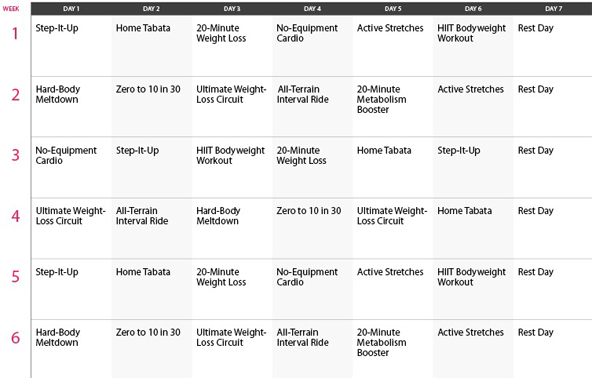 WEEK DAY 1 DAY 2 DAY 3 DAY 4 DAY 5 DAY 6 DAY 7
1 Step-It-Up Home Tabata 20-Minute No-Equipment Active Stretches HIIT Bodyweight Rest Day
Weight Loss Cardio Workout
2 Hard-Body Zero to 10 in 30 Ultimate Weight- All-Terrain 20-Minute Active Stretches Rest Day
Meltdown Loss Circuit Interval Ride Metabolism
Booster
3 No-Equipment Step-It-Up HIIT Bodyweight 20-Minute Home Tabata Step-It-Up Rest Day
Cardio Workout Weight Loss
4 Ultimate Weight- All-Terrain Hard-Body Zero to 10 in 30 Ultimate Weight- Home Tabata Rest Day
Loss Circuit Interval Ride Meltdown Loss Circuit
5 Step-It-Up Home Tabata 20-Minute No-Equipment Active Stretches HIIT Bodyweight Rest Day
Weight Loss Cardio Workout
6 Hard-Body Zero to 10 in 30 Ultimate Weight- All-Terrain 20-Minute Active Stretches Rest Day
Meltdown Loss Circuit Interval Ride Metabolism
Booster